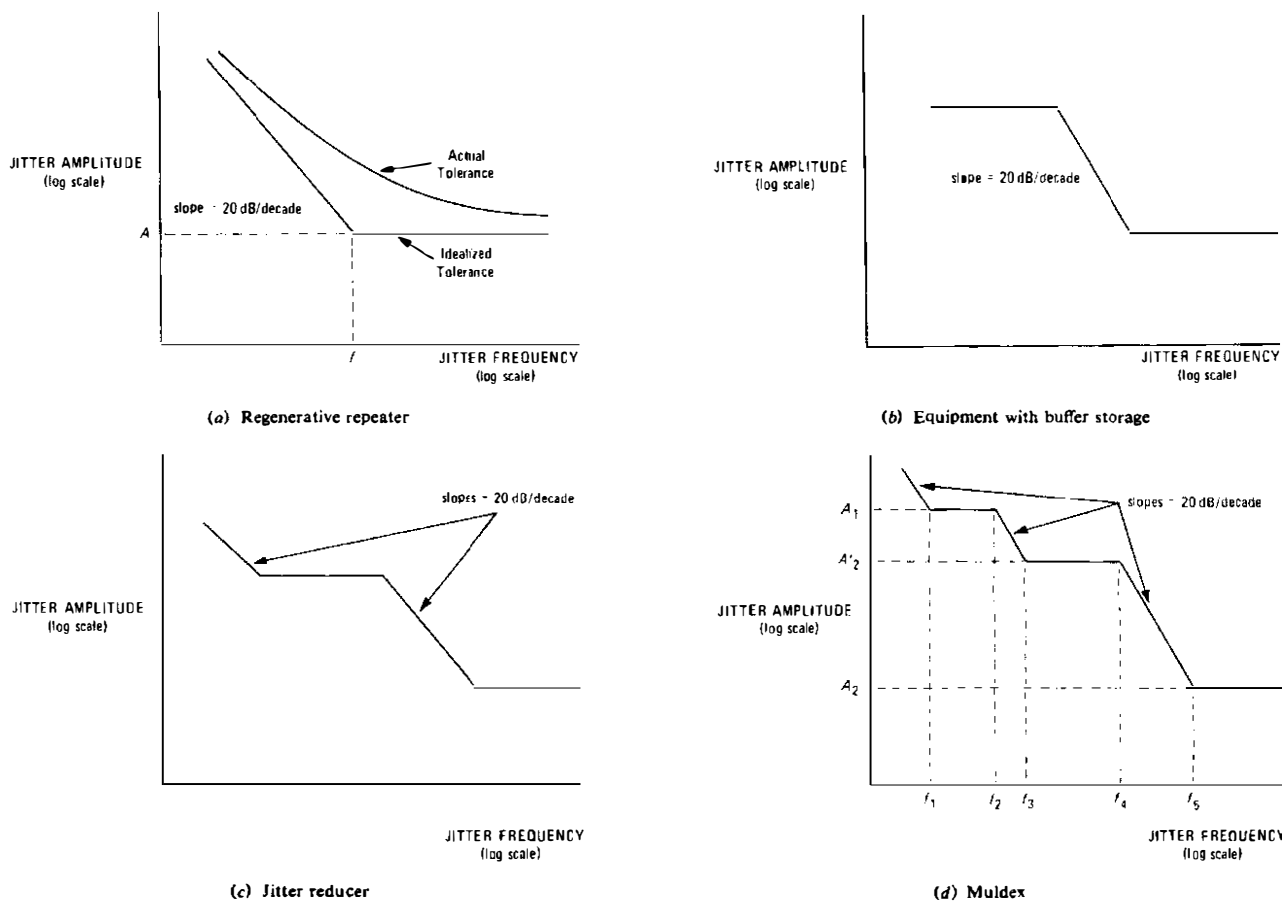 JITTER AMPLITUDE
(log scale)
Actual
Tolerance
slope = 20 dB/decade
A
Idealized
Tolerance
f
JITTER FREQUENCY
(log scale)
(a) Regenerative repeater
JITTER AMPLITUDE
(log scale)
slope = 20 dB/decade
JITTER FREQUENCY
(log scale)
(b) Equipment with buffer storage
slopes = 20 dB/decade
JITTER AMPLITUDE
(log scale)
JITTER FREQUENCY
(log scale)
(c) Jitter reducer
slopes = 20 dB/decade
A1
A'2
JITTER AMPLITUDE
(log scale)
A2
f1 f2 f3 f4 f5
JITTER FREQUENCY
(log scale)
(d) Muldex